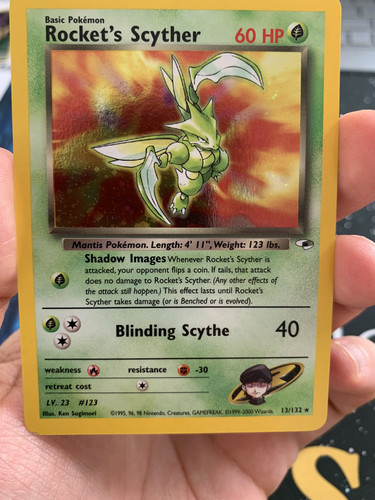 Basic Pokémon
Rocket's Scyther 60 HP
Mantis Pokémon. Length: 4' 11", Weight: 123 lbs.
Shadow Images Whenever Rocket's Scyther is
attacked, your opponent flips a coin. If tails, that attack
does no damage to Rocket's Scyther. (Any other effects of
the attack still happen.) This effect lasts until Rocket's
Scyther takes damage (or is Benched or is evolved).
Blinding Scythe 40
weakness resistance -30
retreat cost
LV. 23 #123
Illus. Ken Sugimori ©1995, 96, 98 Nintendo, Creatures, GAMEFREAK. ©1999-2000 Wizards. 13/132 ★